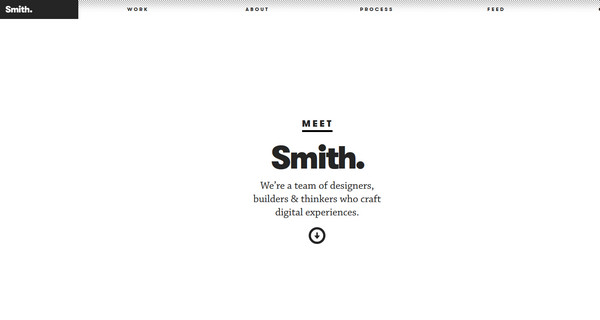 Smith.
WORK
ABOUT
PROCESS
FEED
MEET
Smith.
We're a team of designers,
builders & thinkers who craft
digital experiences.